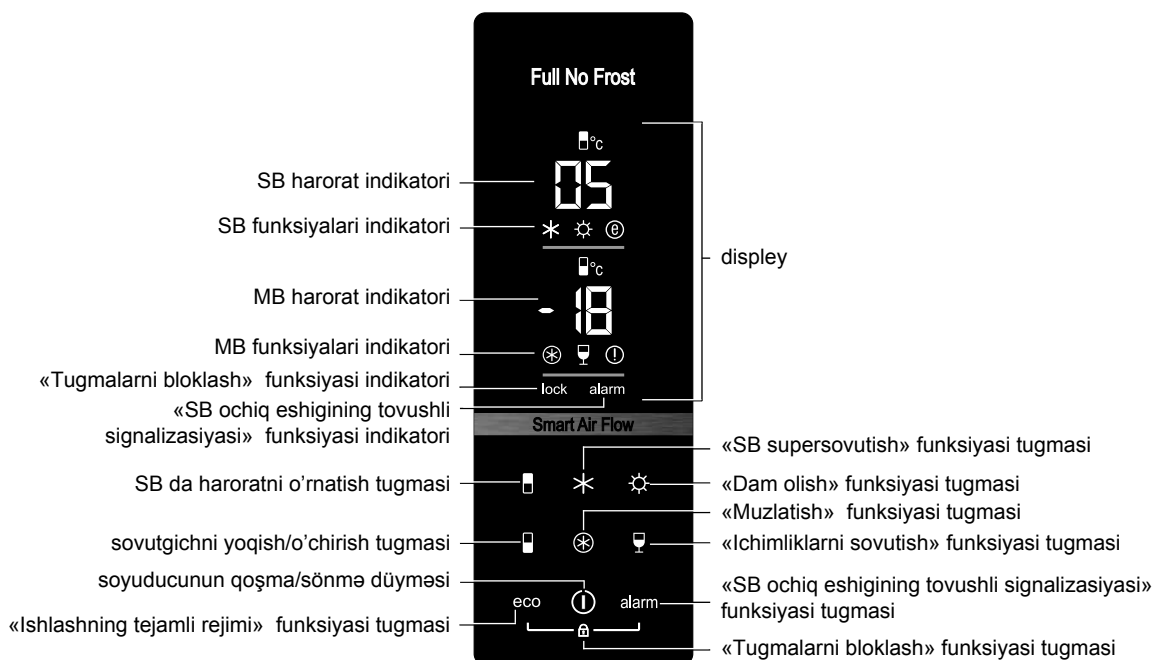 Full No Frost
°C
SB harorat indikatori
05
SB funksiyalari indikatori
e
°C
displey
MB harorat indikatori
- 18
MB funksiyalari indikatori
!
«Tugmalarni bloklash» funksiyasi indikatori
lock alarm
«SB ochiq eshigining tovushli
signalizasiyasi» funksiyasi indikatori
Smart Air Flow
«SB supersovutish» funksiyasi tugmasi
SB da haroratni o’rnatish tugmasi
«Dam olish» funksiyasi tugmasi
«Muzlatish» funksiyasi tugmasi
sovutgichni yoqish/o’chirish tugmasi
«Ichimliklarni sovutish» funksiyasi tugmasi
soyuducunun qoşma/sönmə düyməsi
eco alarm
«SB ochiq eshigining tovushli signalizasiyasi»
funksiyasi tugmasi
«Ishlashning tejamli rejimi» funksiyasi tugmasi
«Tugmalarni bloklash» funksiyasi tugmasi